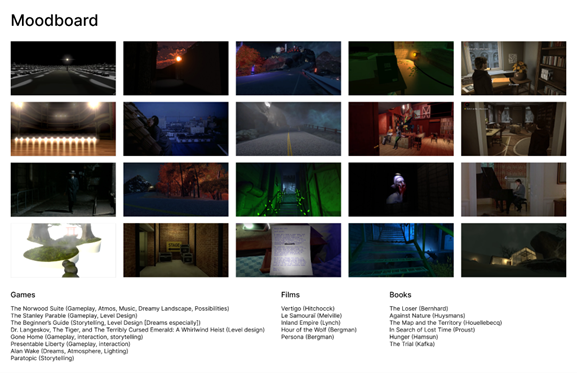 Moodboard
Games
The Norwood Suite (Gameplay, Atmos, Music, Dreamy Landscape, Possibilities)
The Stanley Parable (Gameplay, Level Design)
The Beginner's Guide (Storytelling, Level Design [Dreams especially])
Dr. Langeskov, The Tiger, and The Terribly Cursed Emerald: A Whirlwind Heist (Level design)
Gone Home (Gameplay, interaction, storytelling)
Presentable Liberty (Gameplay, interaction)
Alan Wake (Dreams, Atmosphere, Lighting)
Paratopic (Storytelling)
Films
Vertigo (Hitchcock)
Le Samouraï (Melville)
Inland Empire (Lynch)
Hour of the Wolf (Bergman)
Persona (Bergman)
Books
The Loser (Bernhard)
Against Nature (Huysmans)
The Map and the Territory (Houellebecq)
In Search of Lost Time (Proust)
Hunger (Hamsun)
The Trial (Kafka)